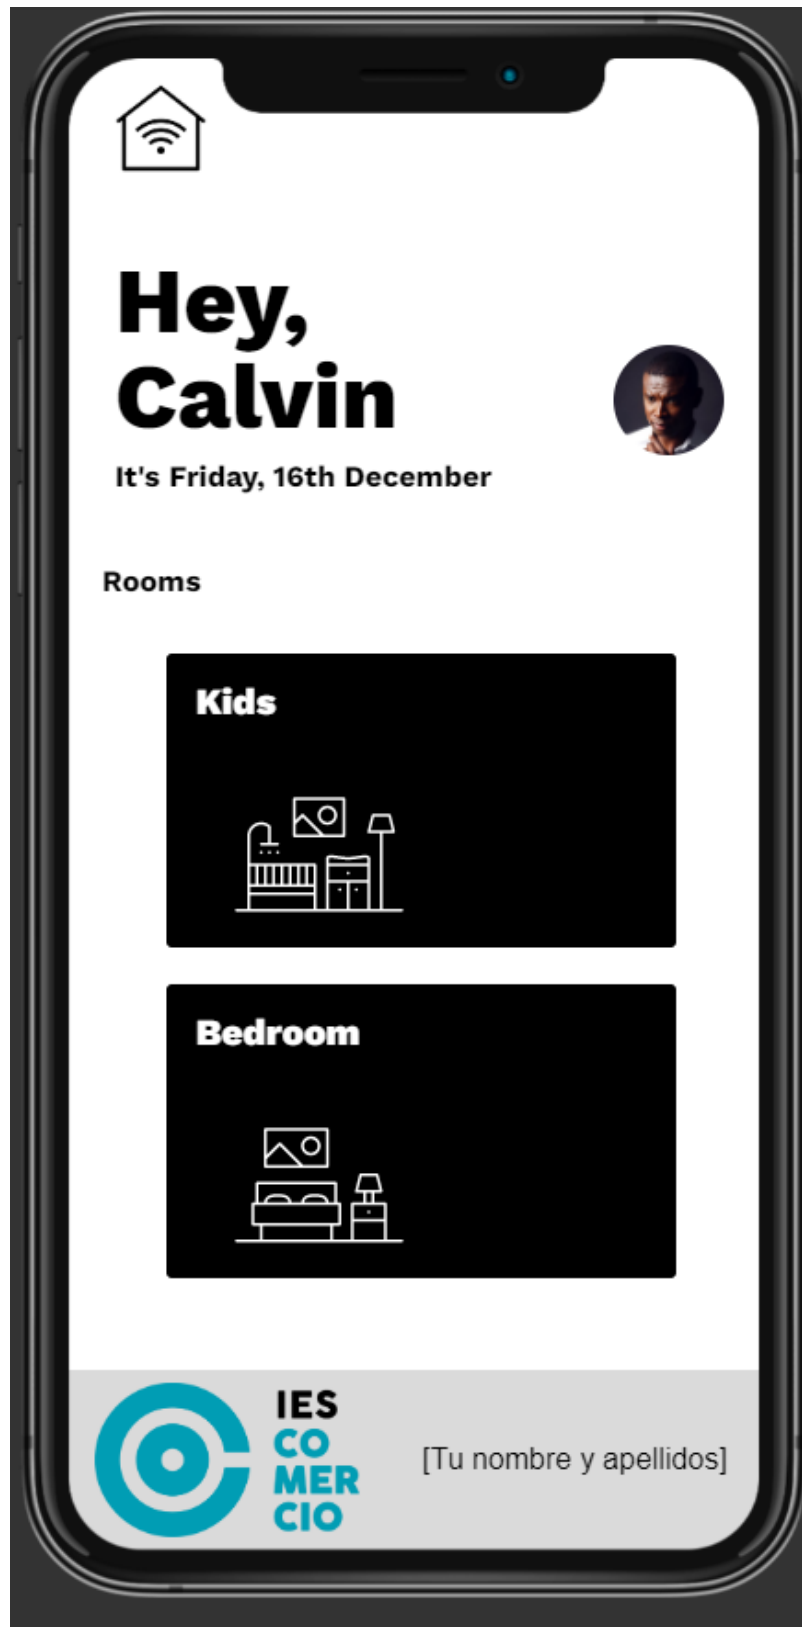 Hey,
Calvin
It's Friday, 16th December
Rooms
Kids
Bedroom
IES
CO
MER
CIO
[Tu nombre y apellidos]